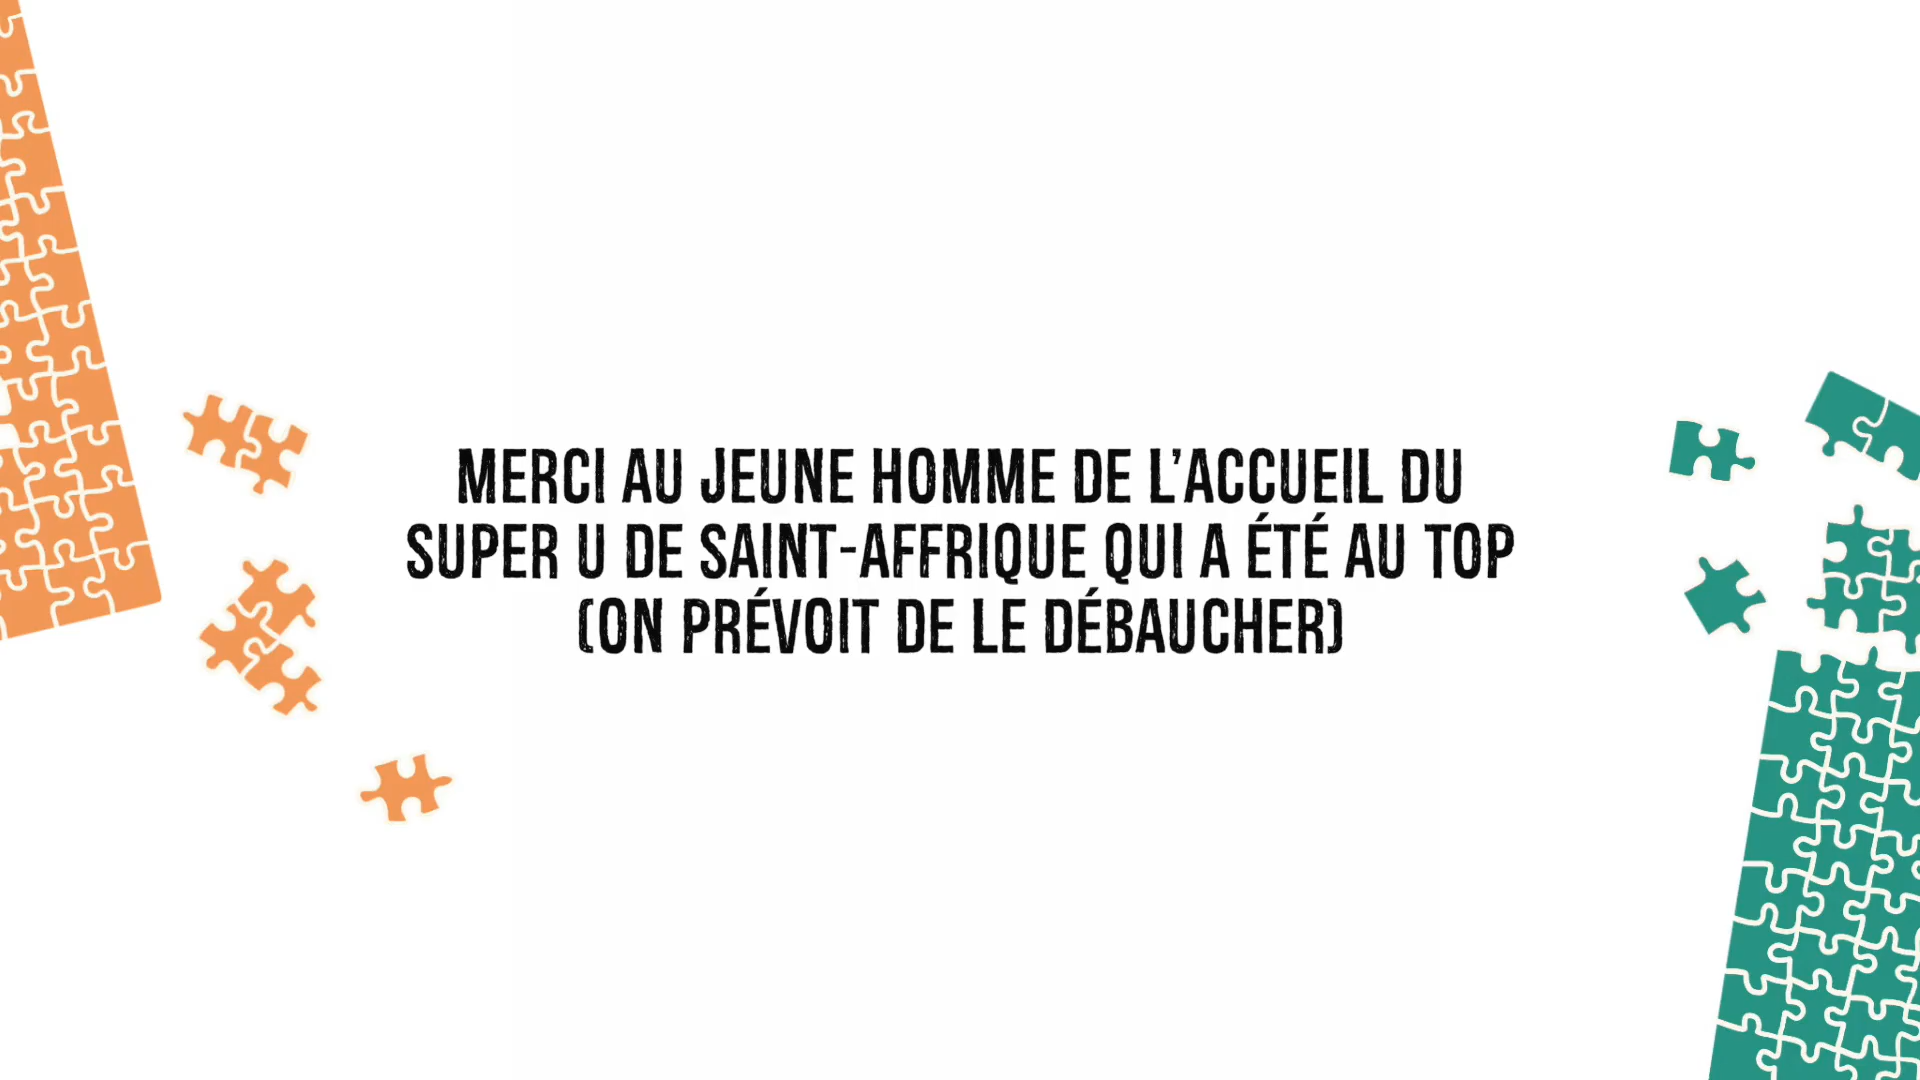 MERCI AU JEUNE HOMME DE L'ACCUEIL DU
SUPER U DE SAINT-AFFRIQUE QUI A ÉTÉ AU TOP
(ON PRÉVOIT DE LE DÉBAUCHER)